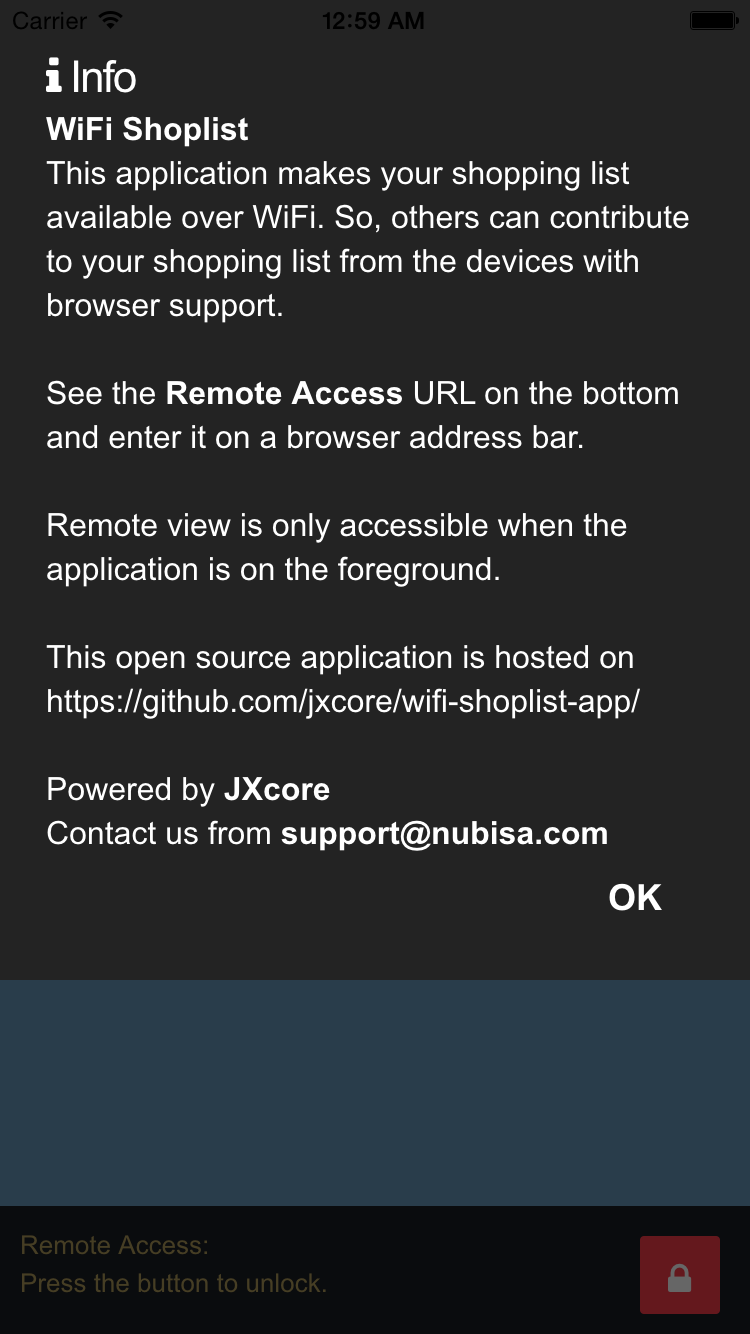 Carrier 12:59 AM
Info
WiFi Shoplist
This application makes your shopping list
available over WiFi. So, others can contribute
to your shopping list from the devices with
browser support.
See the Remote Access URL on the bottom
and enter it on a browser address bar.
Remote view is only accessible when the
application is on the foreground.
This open source application is hosted on
https://github.com/jxcore/wifi-shoplist-app/
Powered by JXcore
Contact us from support@nubisa.com
OK
Remote Access:
Press the button to unlock.